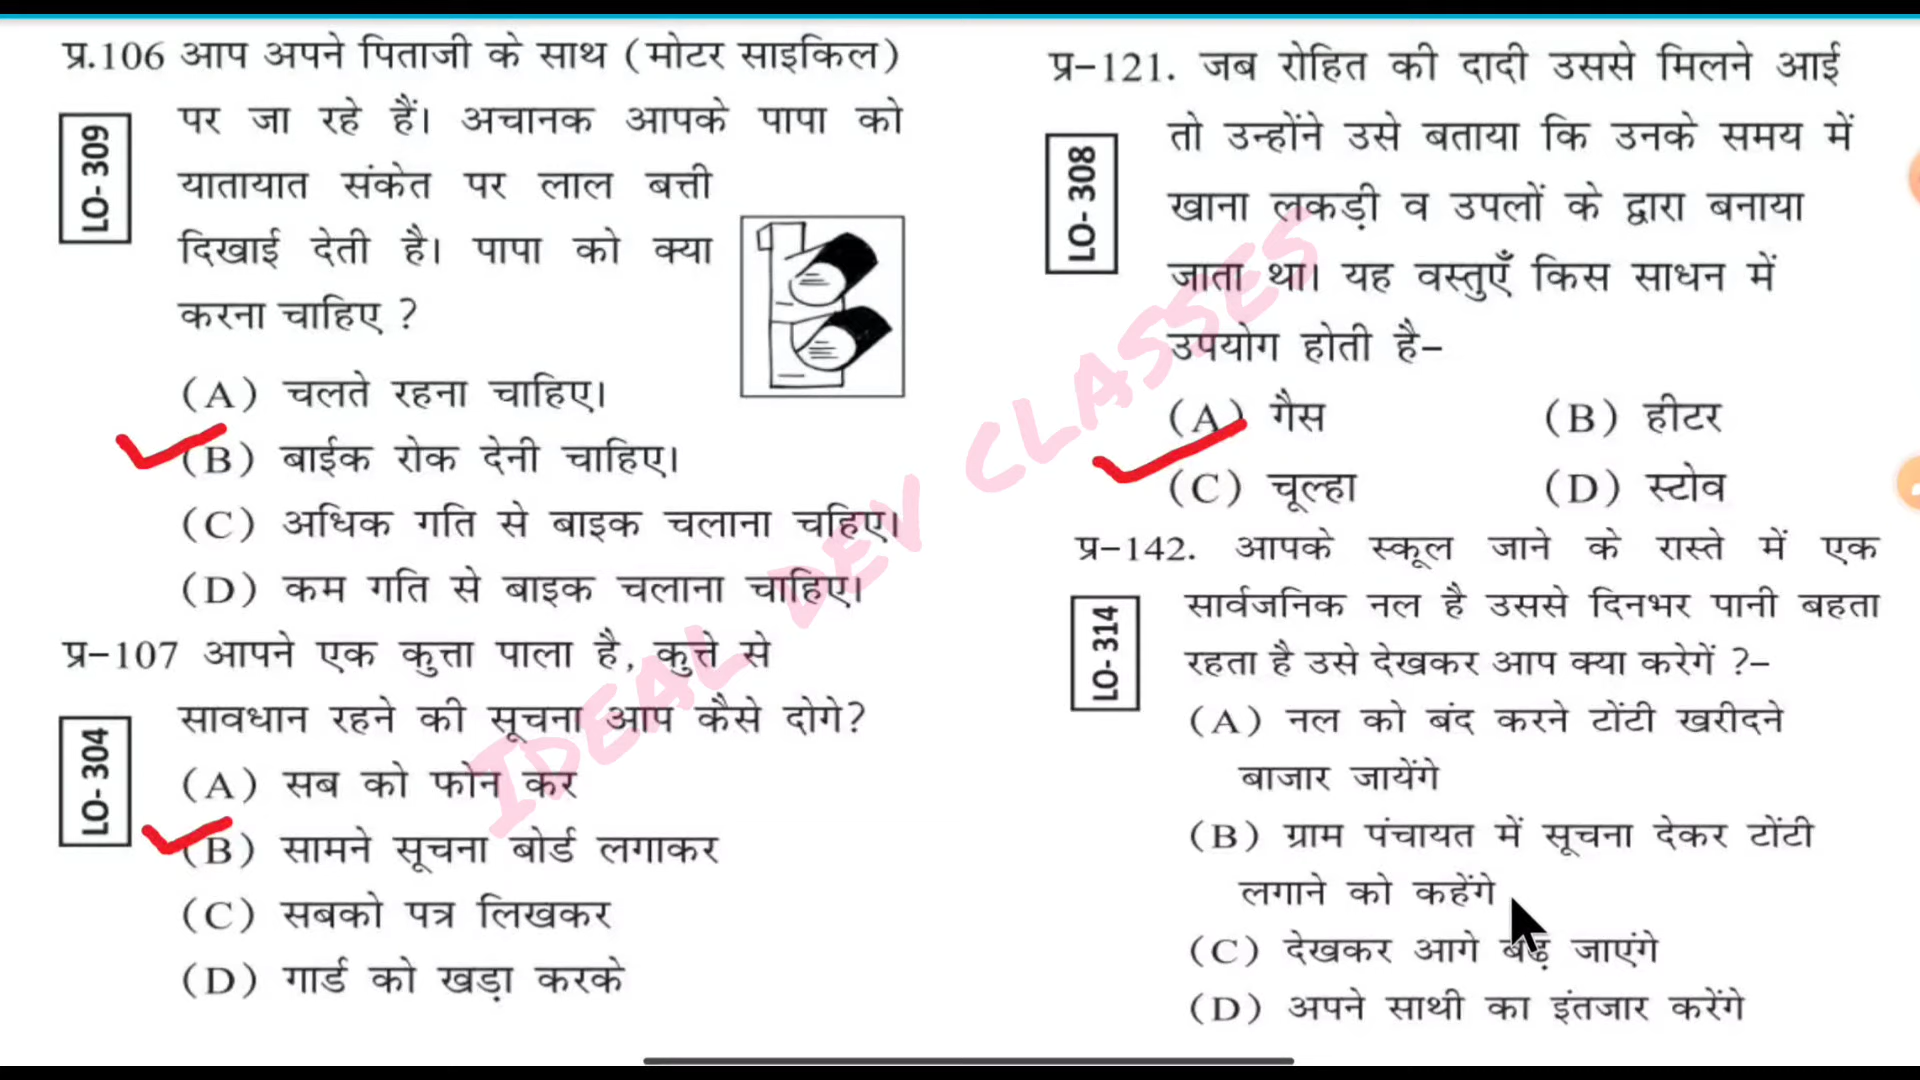 प्र.106 आप अपने पिताजी के साथ (मोटर साइकिल)
पर जा रहे हैं। अचानक आपके पापा को
यातायात संकेत पर लाल बत्ती
दिखाई देती है। पापा को क्या
करना चाहिए ?
LO- 309
(A) चलते रहना चाहिए।
(B) बाईक रोक देनी चाहिए।
(C) अधिक गति से बाइक चलाना चहिए।
(D) कम गति से बाइक चलाना चाहिए।
प्र-107 आपने एक कुत्ता पाला है, कुत्ते से
सावधान रहने की सूचना आप कैसे दोगे?
LO- 304
(A) सब को फोन कर
(B) सामने सूचना बोर्ड लगाकर
(C) सबको पत्र लिखकर
(D) गार्ड को खड़ा करके
प्र-121. जब रोहित की दादी उससे मिलने आई
तो उन्होंने उसे बताया कि उनके समय में
खाना लकड़ी व उपलों के द्वारा बनाया
जाता था। यह वस्तुएँ किस साधन में
उपयोग होती है-
LO- 308
(A) गैस (B) हीटर
(C) चूल्हा (D) स्टोव
प्र-142. आपके स्कूल जाने के रास्ते में एक
सार्वजनिक नल है उससे दिनभर पानी बहता
रहता है उसे देखकर आप क्या करेगें ?-
LO- 314
(A) नल को बंद करने टोंटी खरीदने
बाजार जायेंगे
(B) ग्राम पंचायत में सूचना देकर टोंटी
लगाने को कहेंगे
(C) देखकर आगे बढ़ जाएंगे
(D) अपने साथी का इंतजार करेंगे
IDEAL DEV CLASSES